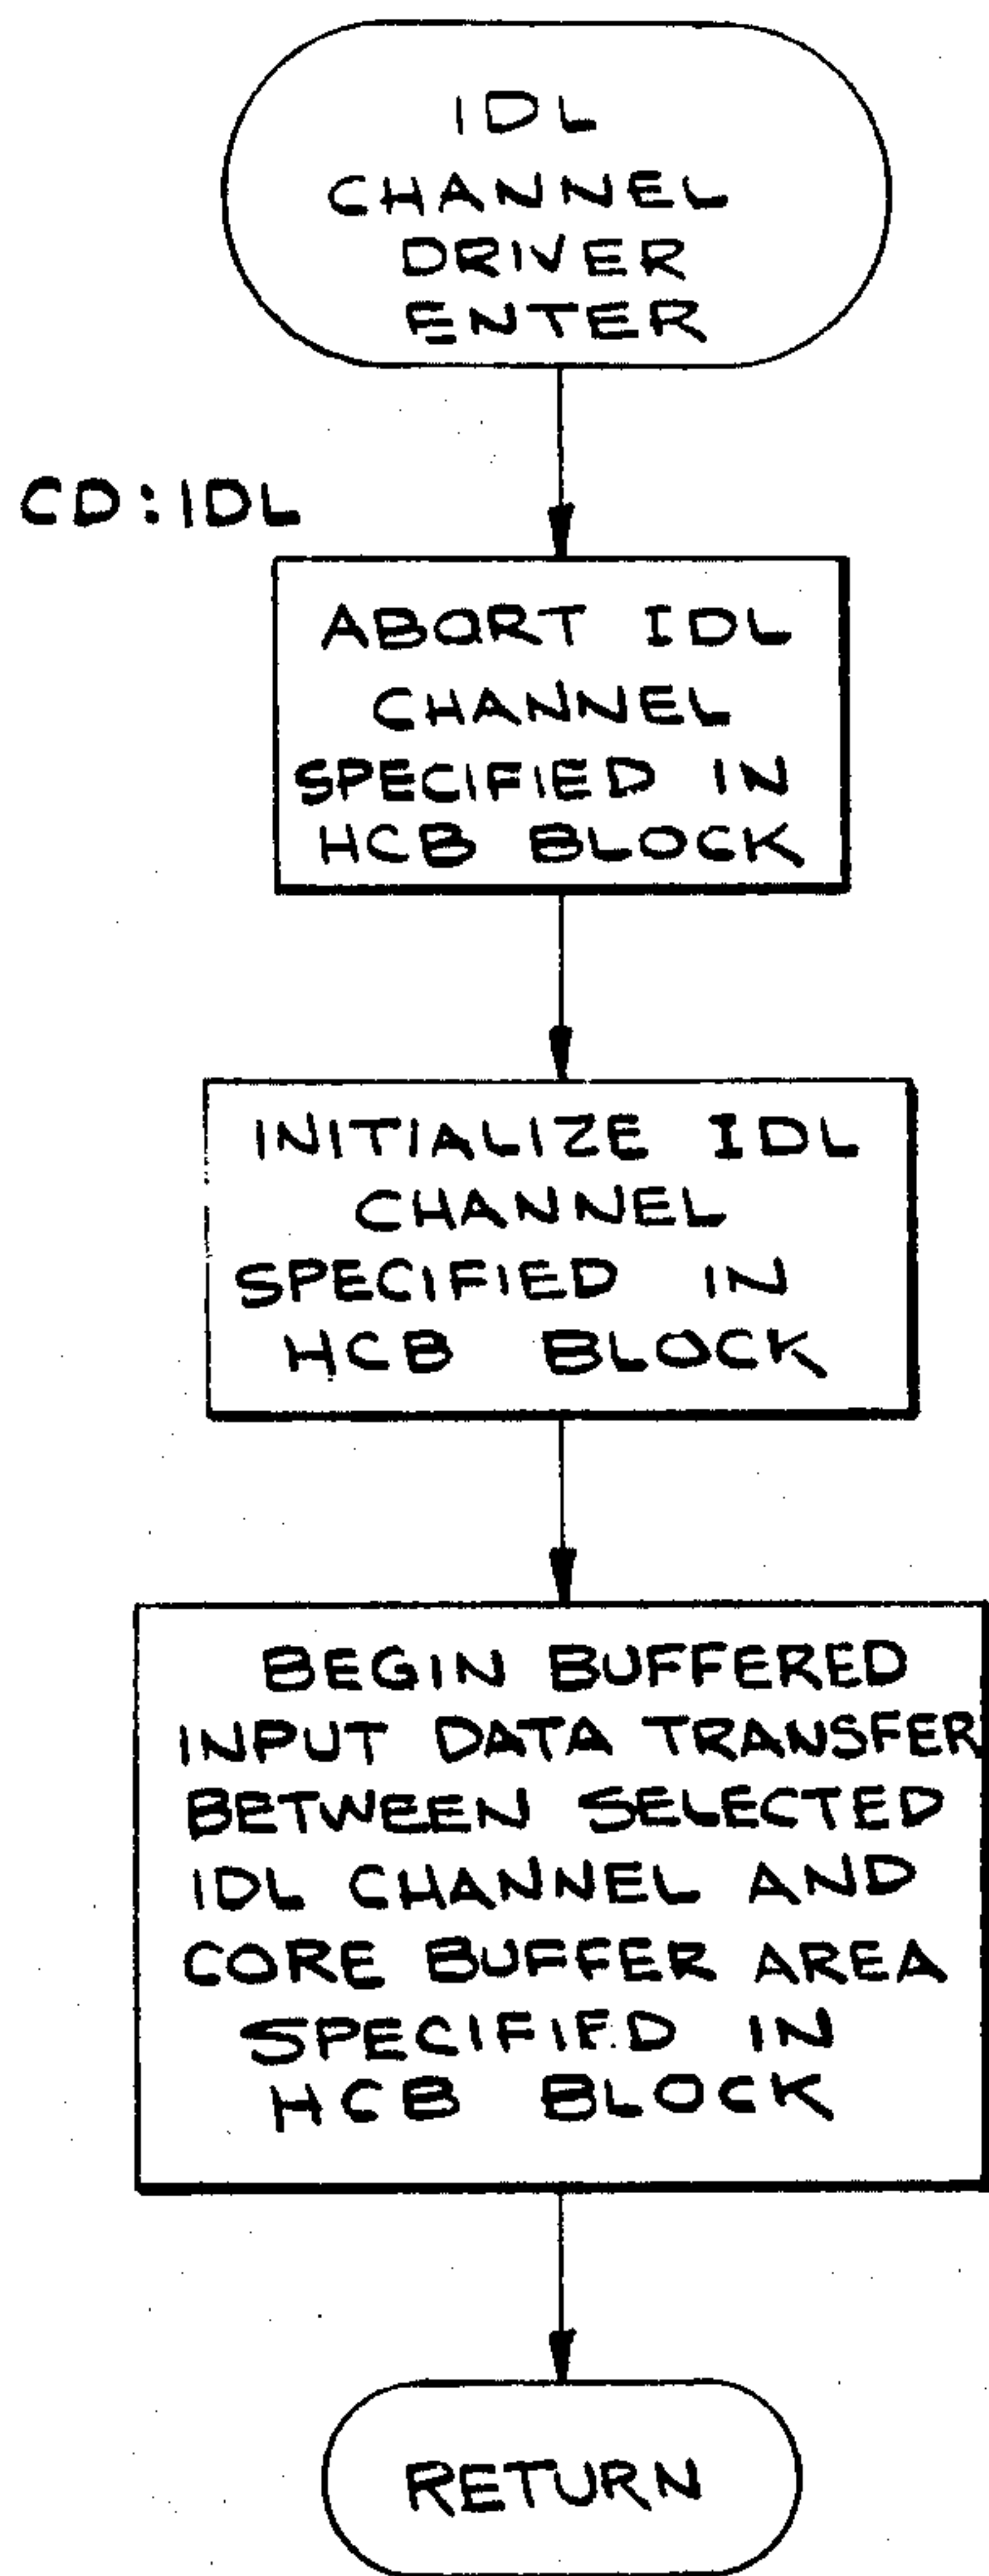 IDL
CHANNEL
DRIVER
ENTER
CD:IDL
ABORT IDL
CHANNEL
SPECIFIED IN
HCB BLOCK
INITIALIZE IDL
CHANNEL
SPECIFIED IN
HCB BLOCK
BEGIN BUFFERED
INPUT DATA TRANSFER
BETWEEN SELECTED
IDL CHANNEL AND
CORE BUFFER AREA
SPECIFIED IN
HCB BLOCK
RETURN